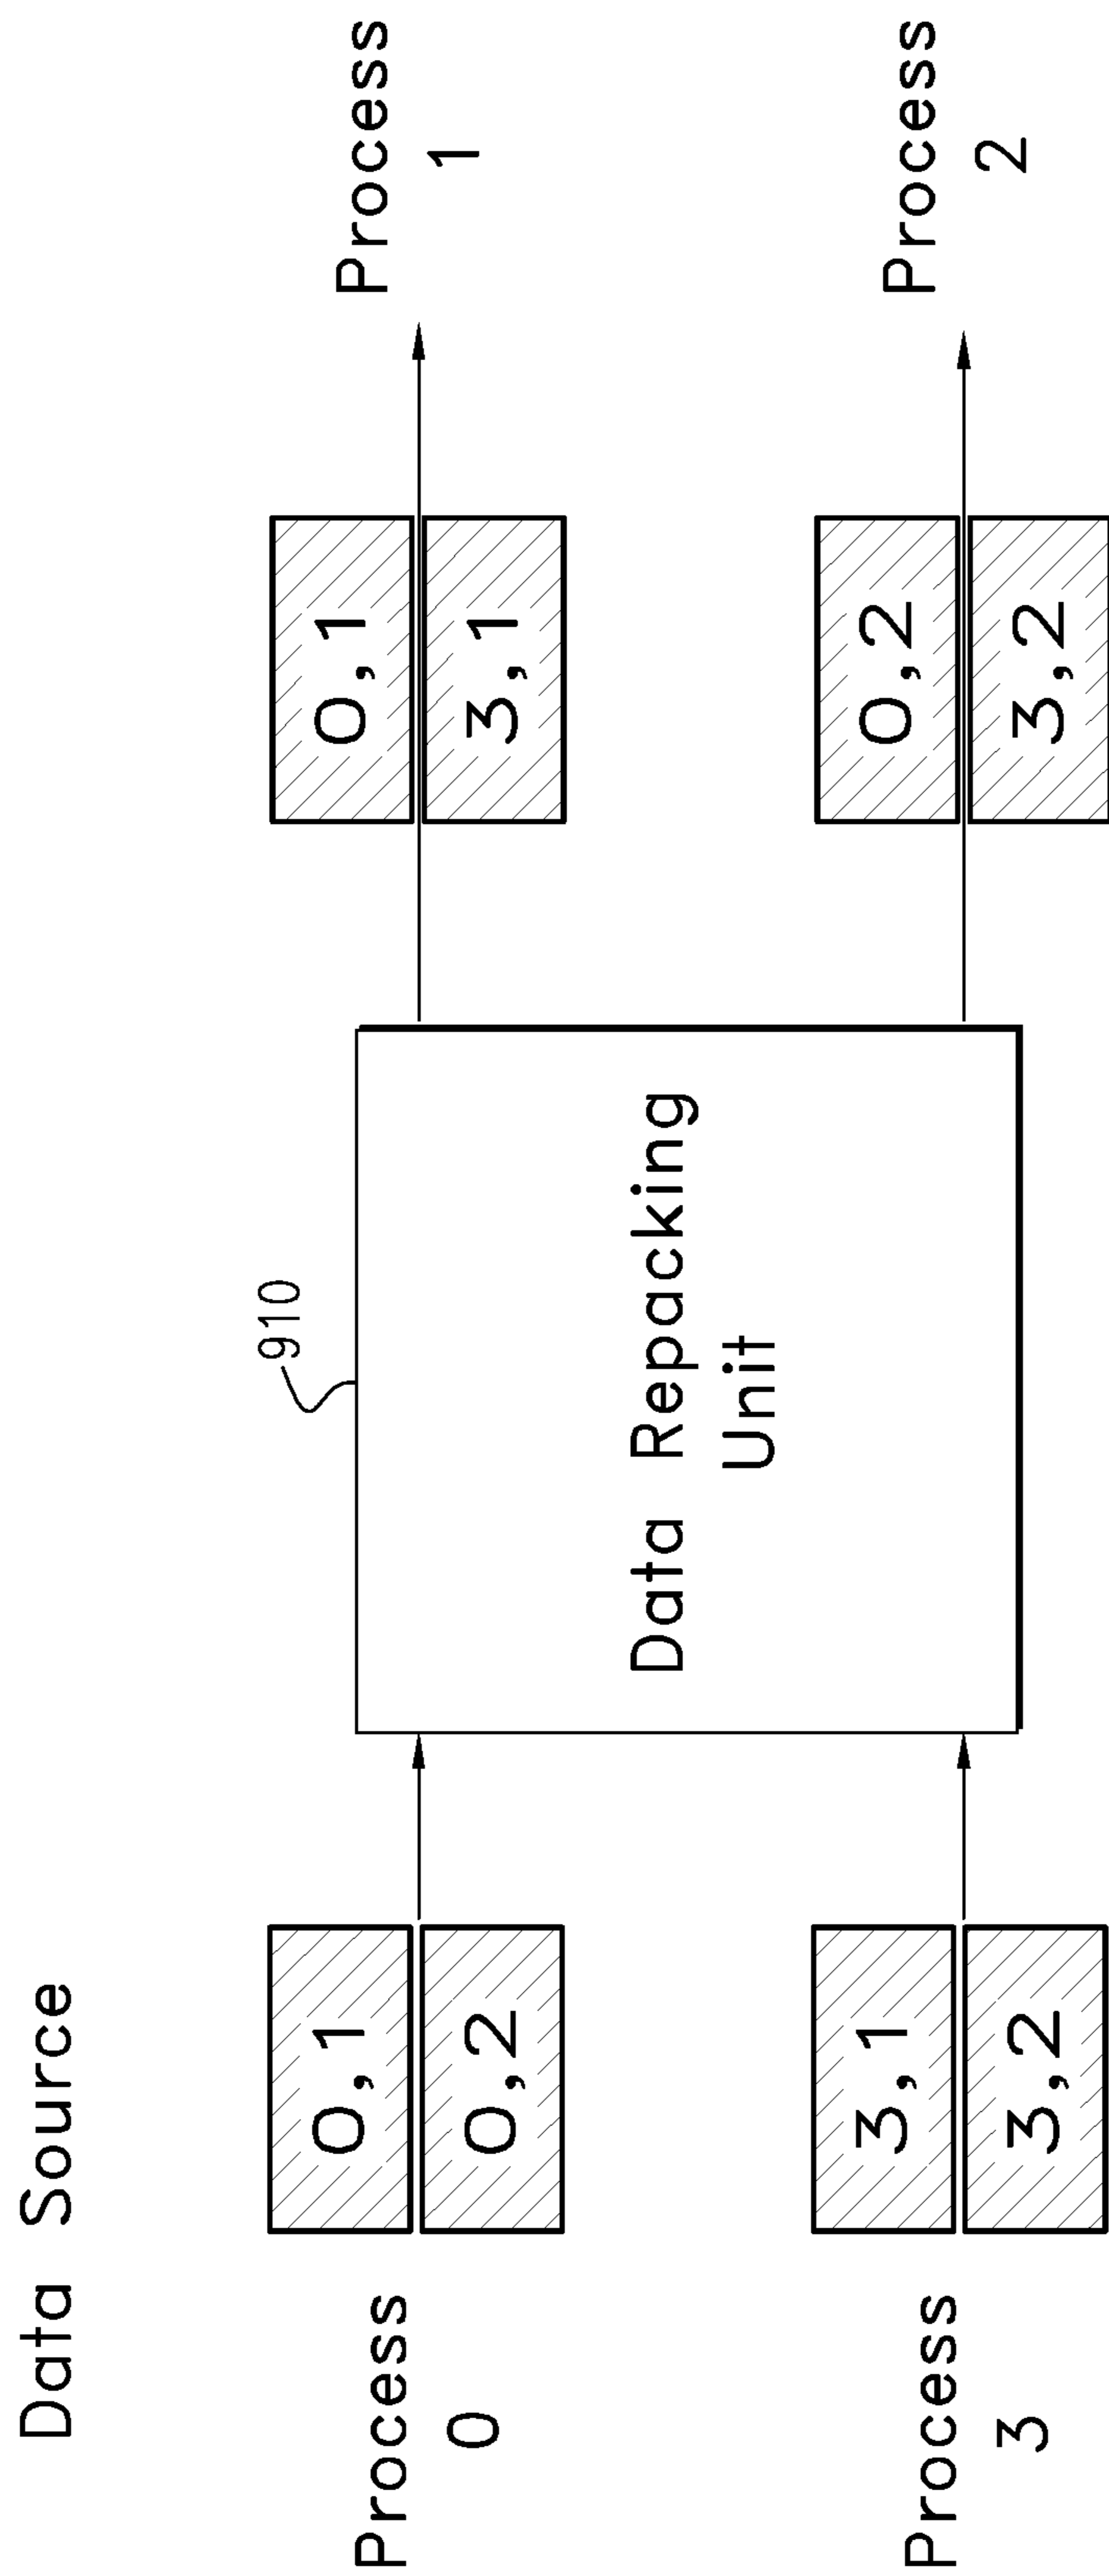 Data Source
Process
0
0,1
0,2
Process
3
3,1
3,2
910
Data Repacking
Unit
0,1
3,1
Process
1
0,2
3,2
Process
2